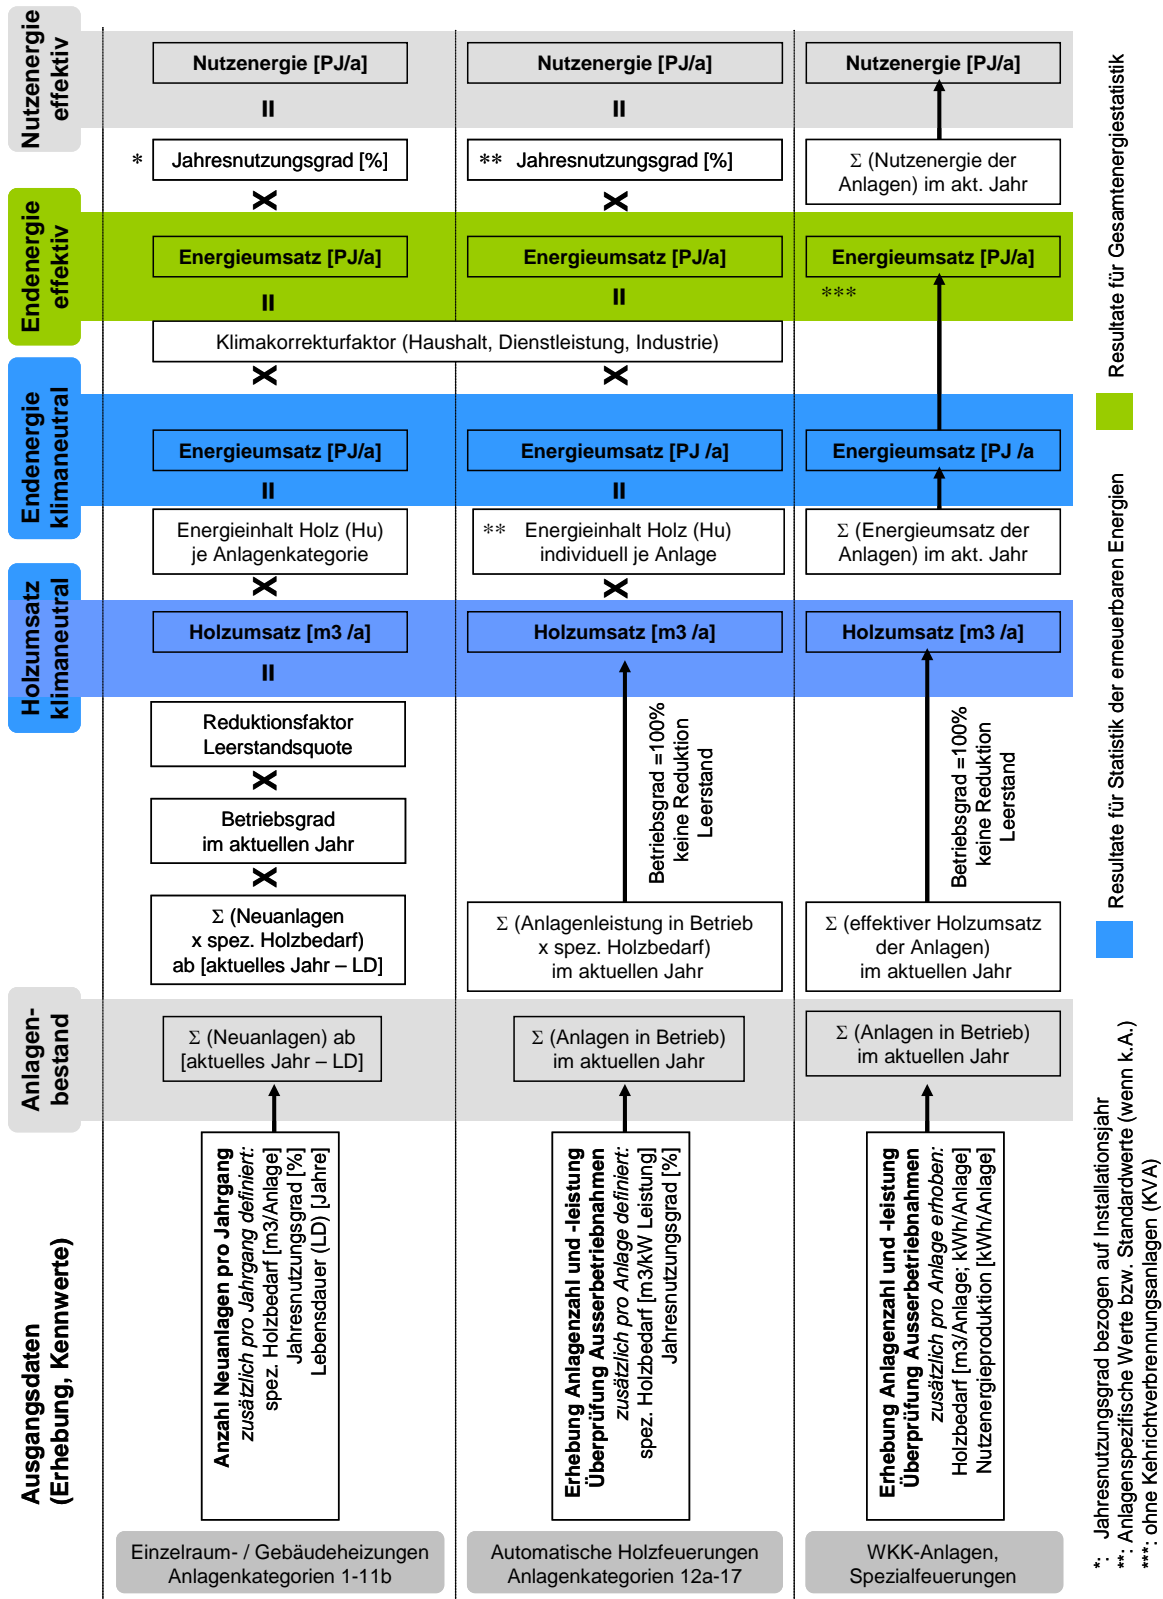 Nutzenergie
effektiv
Nutzenergie [PJ/a]
Nutzenergie [PJ/a]
Nutzenergie [PJ/a]
=
=
* Jahresnutzungsgrad [%]
** Jahresnutzungsgrad [%]
Σ (Nutzenergie der
Anlagen) im akt. Jahr
X
X
Endenergie
effektiv
Energieumsatz [PJ/a]
Energieumsatz [PJ/a]
Energieumsatz [PJ/a]
***
=
=
Klimakorrekturfaktor (Haushalt, Dienstleistung, Industrie)
X
X
Endenergie
klimaneutral
Energieumsatz [PJ/a]
Energieumsatz [PJ /a]
Energieumsatz [PJ /a
=
=
Energieinhalt Holz (Hu)
je Anlagenkategorie
** Energieinhalt Holz (Hu)
individuell je Anlage
Σ (Energieumsatz der
Anlagen) im akt. Jahr
X
X
Holzumsatz
klimaneutral
Holzumsatz [m3 /a]
Holzumsatz [m3 /a]
Holzumsatz [m3 /a]
=
Reduktionsfaktor
Leerstandsquote
X
Betriebsgrad
im aktuellen Jahr
X
Σ (Neuanlagen
x spez. Holzbedarf)
ab [aktuelles Jahr – LD]
Betriebsgrad =100%
keine Reduktion
Leerstand
Σ (Anlagenleistung in Betrieb
x spez. Holzbedarf)
im aktuellen Jahr
Betriebsgrad =100%
keine Reduktion
Leerstand
Σ (effektiver Holzumsatz
der Anlagen)
im aktuellen Jahr
Anlagen-
bestand
Σ (Neuanlagen) ab
[aktuelles Jahr – LD]
Σ (Anlagen in Betrieb)
im aktuellen Jahr
Σ (Anlagen in Betrieb)
im aktuellen Jahr
Ausgangsdaten
(Erhebung, Kennwerte)
Anzahl Neuanlagen pro Jahrgang
zusätzlich pro Jahrgang definiert:
spez. Holzbedarf [m3/Anlage]
Jahresnutzungsgrad [%]
Lebensdauer (LD) [Jahre]
Erhebung Anlagenzahl und -leistung
Überprüfung Ausserbetriebnahmen
zusätzlich pro Anlage definiert:
spez. Holzbedarf [m3/kW Leistung]
Jahresnutzungsgrad [%]
Erhebung Anlagenzahl und -leistung
Überprüfung Ausserbetriebnahmen
zusätzlich pro Anlage erhoben:
Holzbedarf [m3/Anlage; kWh/Anlage]
Nutzenergieproduktion [kWh/Anlage]
Einzelraum- / Gebäudeheizungen
Anlagenkategorien 1-11b
Automatische Holzfeuerungen
Anlagenkategorien 12a-17
WKK-Anlagen,
Spezialfeuerungen
Resultate für Gesamtenergiestatistik
Resultate für Statistik der erneuerbaren Energien
*: Jahresnutzungsgrad bezogen auf Installationsjahr
**: Anlagenspezifische Werte bzw. Standardwerte (wenn k.A.)
***: ohne Kehrichtverbrennungsanlagen (KVA)